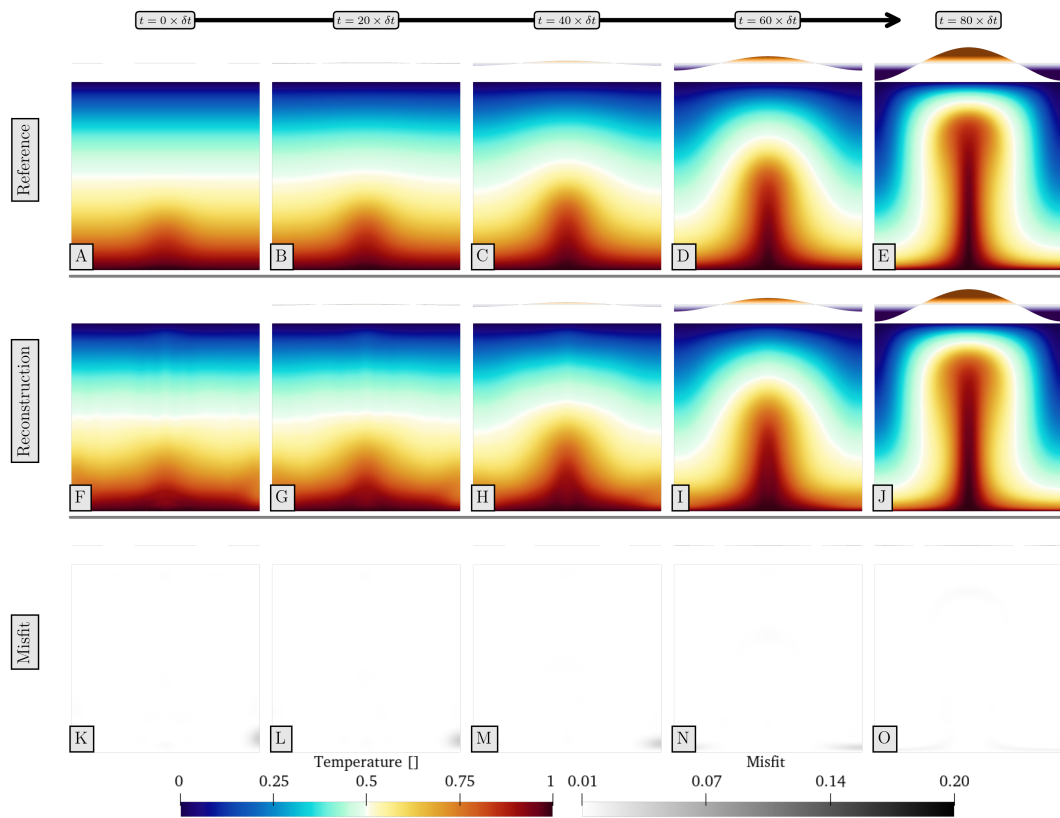 t = 0 × δt t = 20 × δt t = 40 × δt t = 60 × δt t = 80 × δt
Reference
A B C D E
Reconstruction
F G H I J
Misfit
K L M N O
Temperature [] Misfit
0 0.25 0.5 0.75 1 0.01 0.07 0.14 0.20